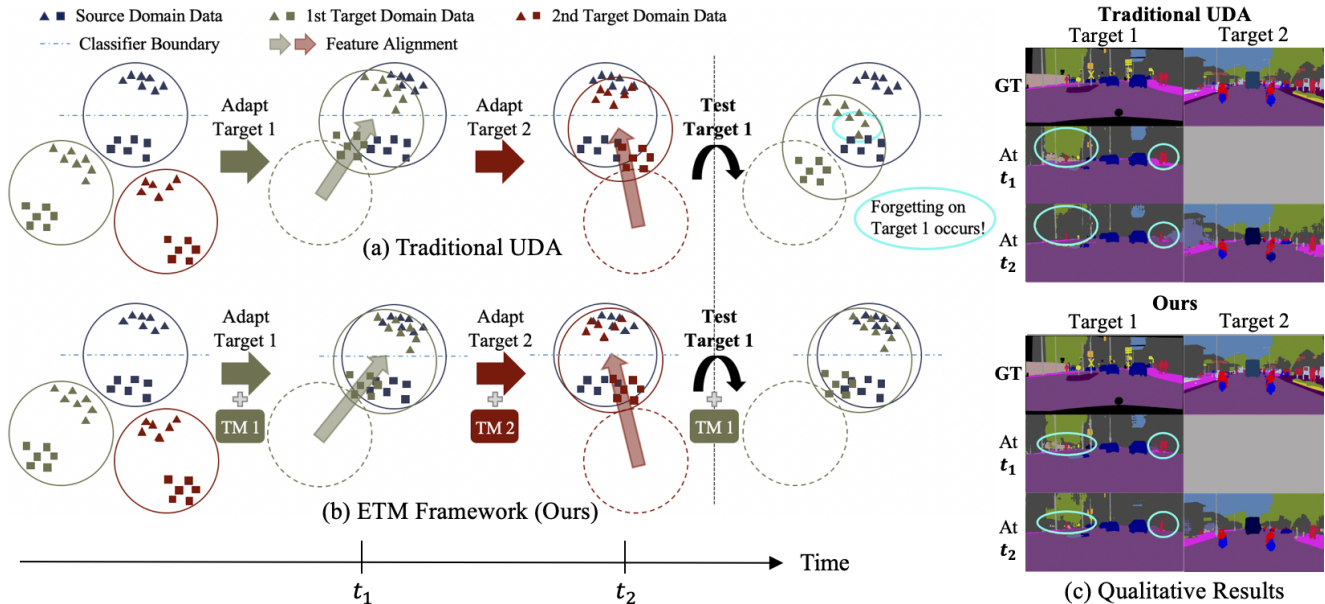 Source Domain Data
1st Target Domain Data
2nd Target Domain Data
Classifier Boundary
Feature Alignment
Adapt
Target 1
Adapt
Target 2
Test
Target 1
Forgetting on
Target 1 occurs!
(a) Traditional UDA
Adapt
Target 1
TM 1
Adapt
Target 2
TM 2
Test
Target 1
TM 1
(b) ETM Framework (Ours)
t₁
t₂
Time
Traditional UDA
Target 1
Target 2
GT
At
t₁
At
t₂
Ours
Target 1
Target 2
GT
At
t₁
At
t₂
(c) Qualitative Results